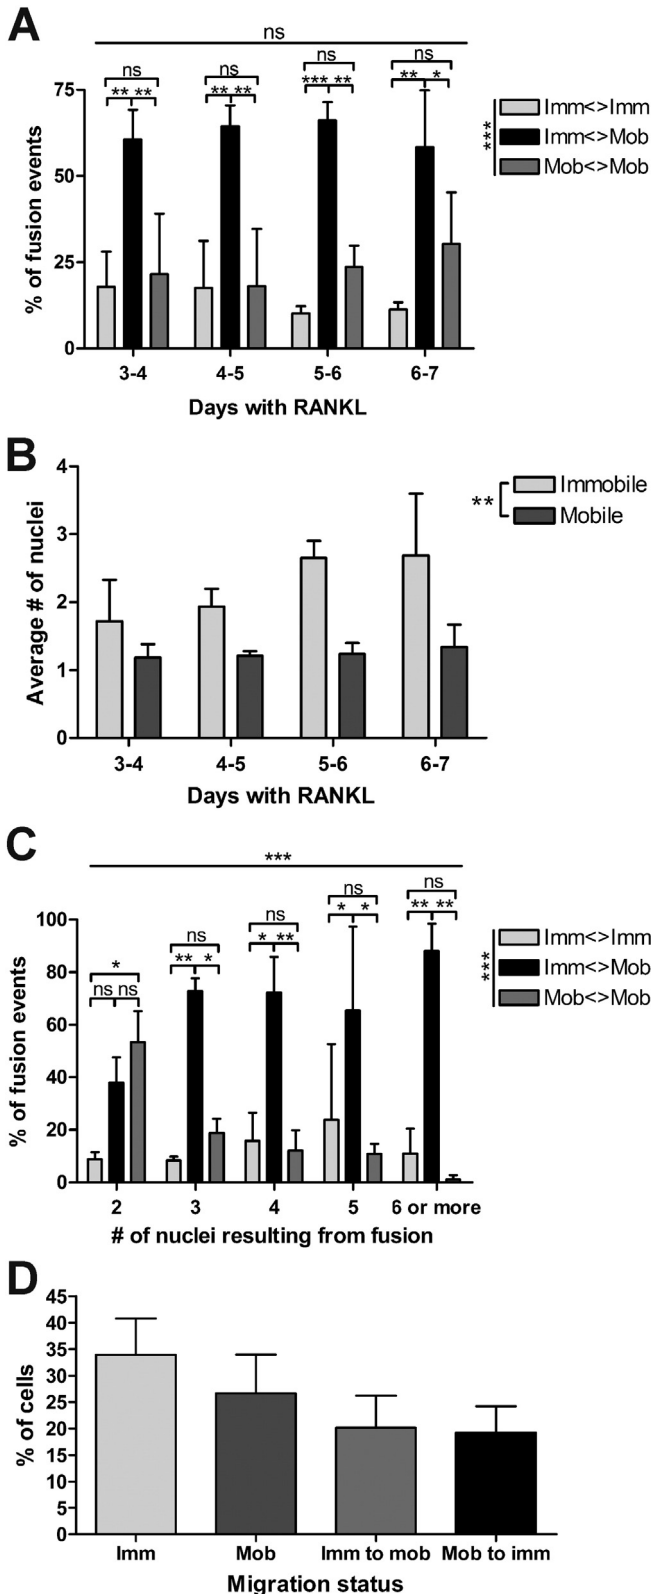 A
ns
ns ns ns ns
** ** ** ** *** ** ** *
Imm<>Imm
Imm<>Mob
Mob<>Mob
***
% of fusion events
75
50
25
0
3-4 4-5 5-6 6-7
Days with RANKL
B
Immobile
Mobile
**
Average # of nuclei
4
3
2
1
0
3-4 4-5 5-6 6-7
Days with RANKL
C
***
* ns ns ns ns
ns ns ** * * ** * * ** **
Imm<>Imm
Imm<>Mob
Mob<>Mob
***
% of fusion events
100
80
60
40
20
0
2 3 4 5 6 or more
# of nuclei resulting from fusion
D
% of cells
45
40
35
30
25
20
15
10
5
0
Imm Mob Imm to mob Mob to imm
Migration status